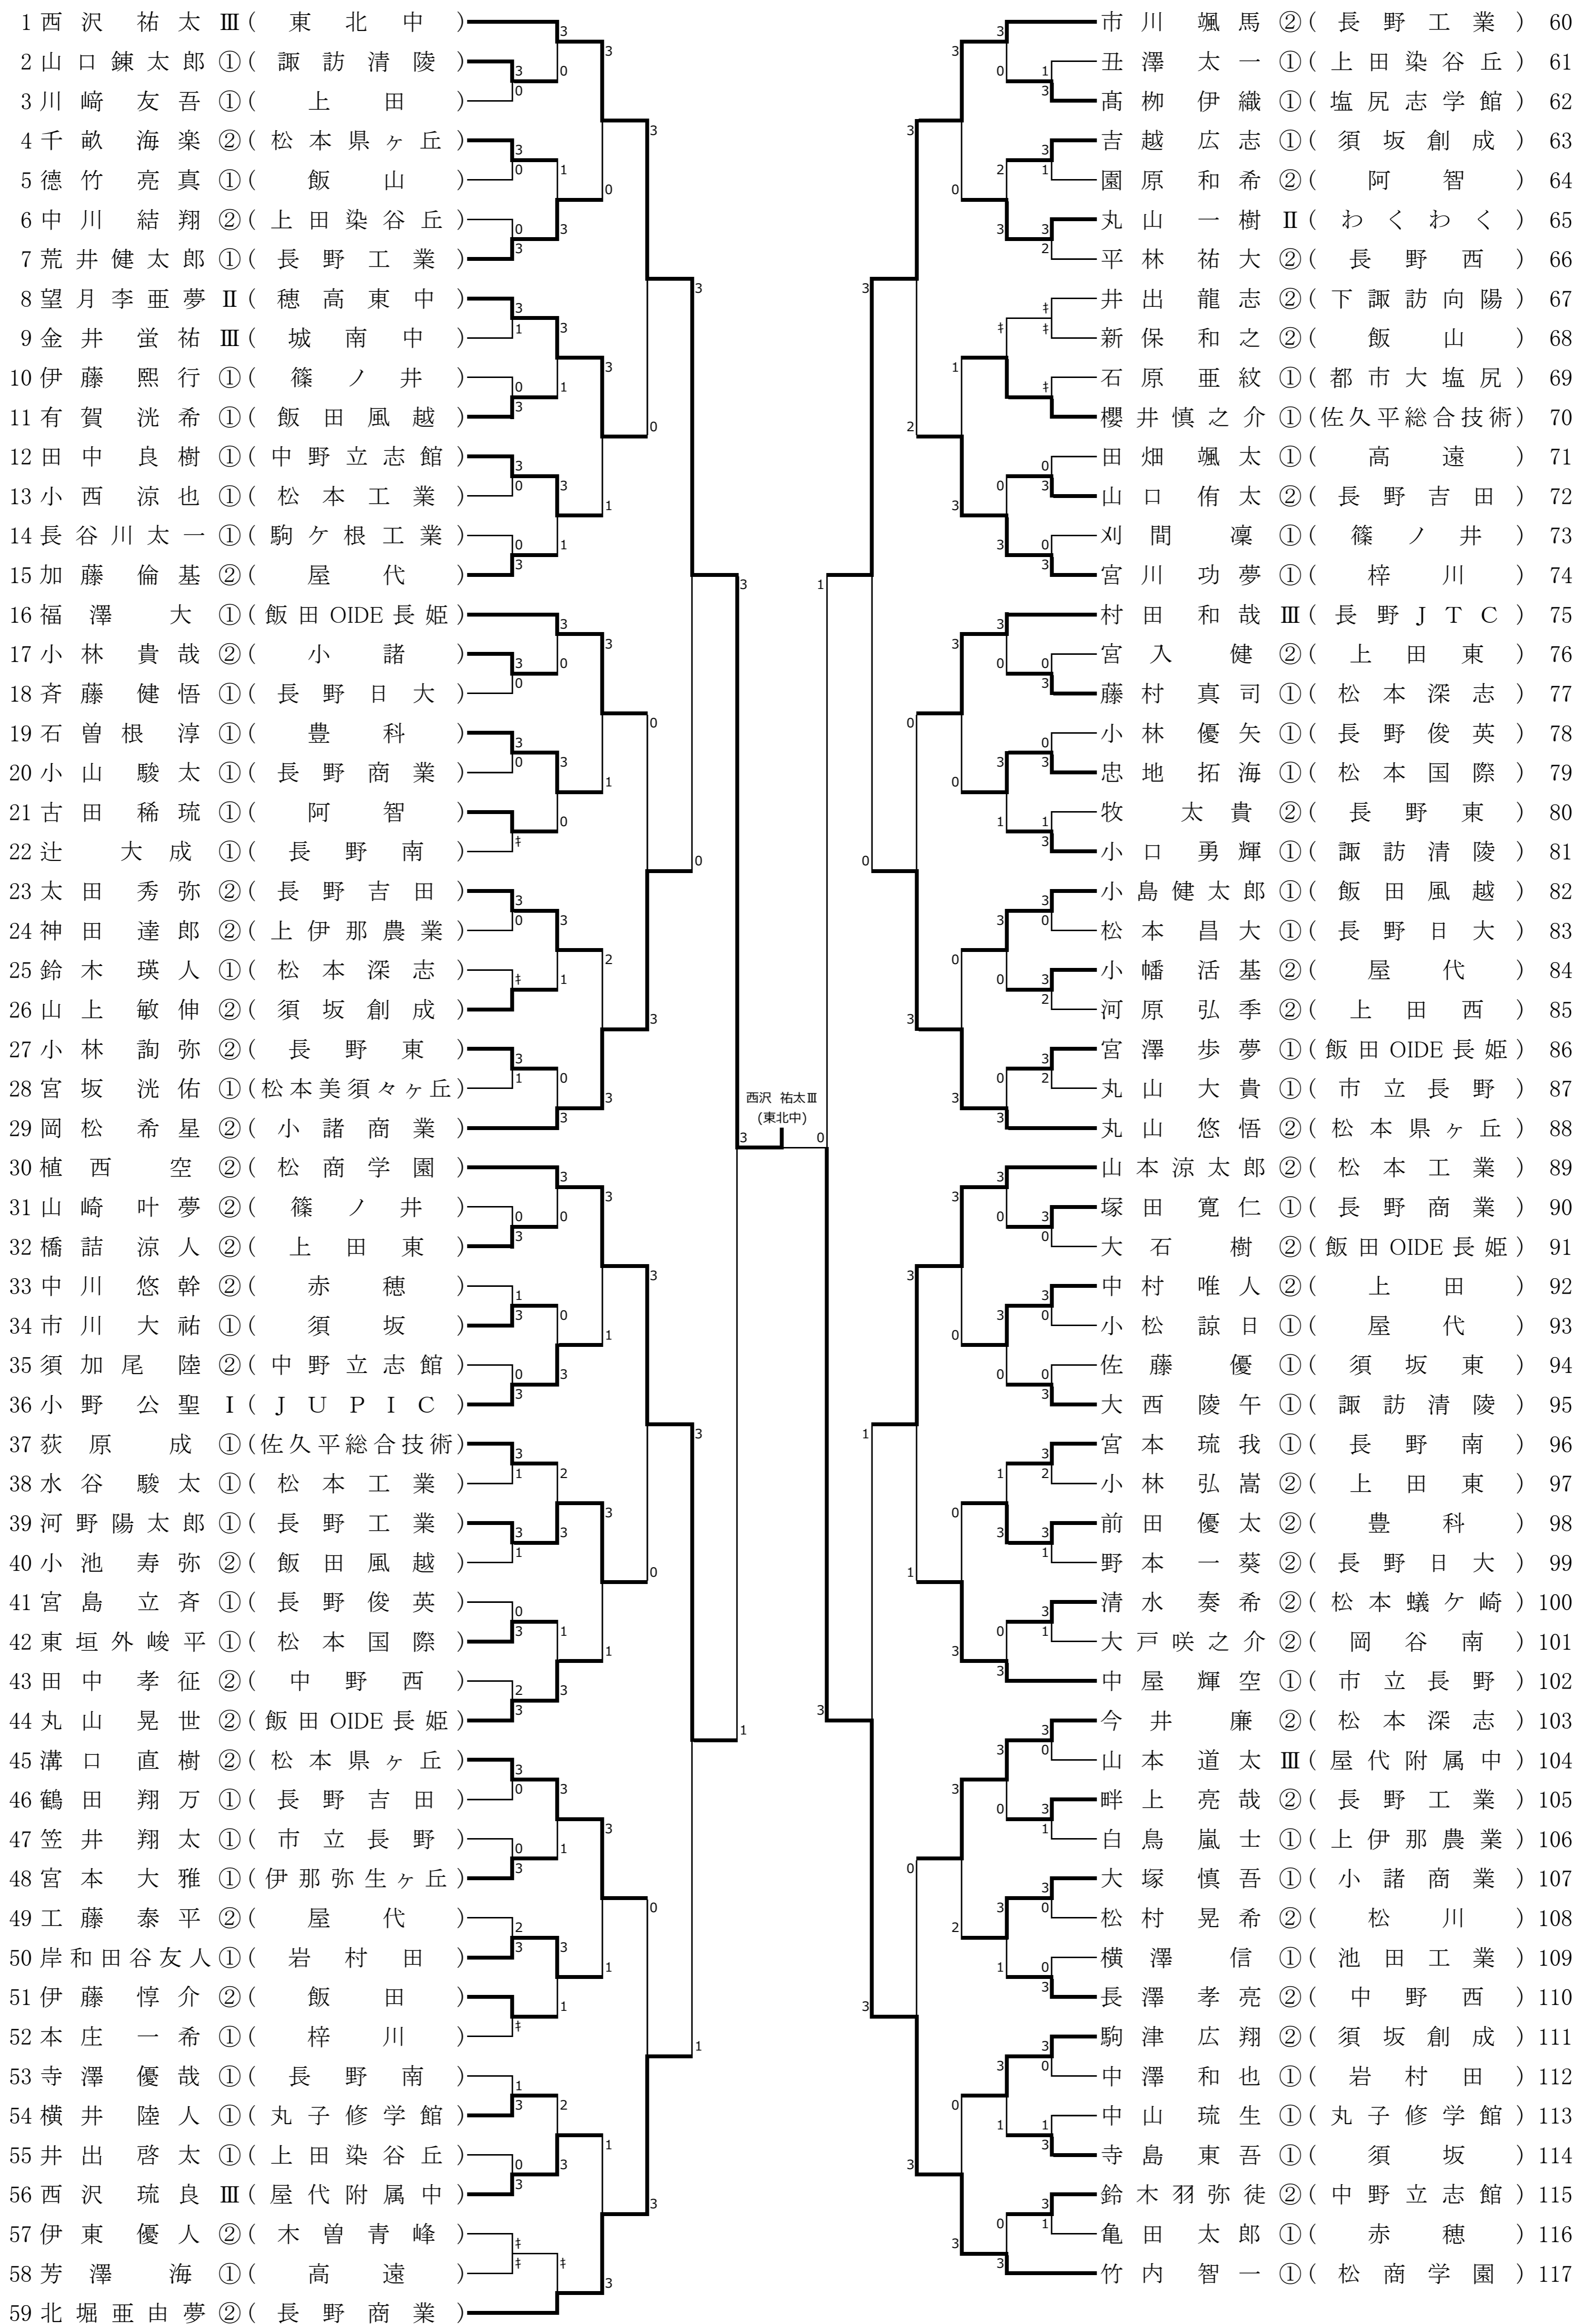 1 西沢祐太Ⅲ(東北中)
2 山口錬太郎①(諏訪清陵)
3 川﨑友吾①(上田)
4 千畝海楽②(松本県ヶ丘)
5 德竹亮真①(飯山)
6 中川結翔②(上田染谷丘)
7 荒井健太郎①(長野工業)
8 望月李亜夢Ⅱ(穂高東中)
9 金井蛍祐Ⅲ(城南中)
10 伊藤熙行①(篠ノ井)
11 有賀洸希①(飯田風越)
12 田中良樹①(中野立志館)
13 小西涼也①(松本工業)
14 長谷川太一①(駒ケ根工業)
15 加藤倫基②(屋代)
16 福澤大①(飯田OIDE長姫)
17 小林貴哉②(小諸)
18 斉藤健悟①(長野日大)
19 石曽根淳①(豊科)
20 小山駿太①(長野商業)
21 古田稀琉①(阿智)
22 辻大成①(長野南)
23 太田秀弥②(長野吉田)
24 神田達郎②(上伊那農業)
25 鈴木瑛人①(松本深志)
26 山上敏伸②(須坂創成)
27 小林詢弥②(長野東)
28 宮坂洸佑①(松本美須々ヶ丘)
29 岡松希星②(小諸商業)
30 植西空②(松商学園)
31 山崎叶夢②(篠ノ井)
32 橋詰涼人②(上田東)
33 中川悠幹②(赤穂)
34 市川大祐①(須坂)
35 須加尾陸②(中野立志館)
36 小野公聖Ⅰ(JUPIC)
37 荻原成①(佐久平総合技術)
38 水谷駿太①(松本工業)
39 河野陽太郎①(長野工業)
40 小池寿弥②(飯田風越)
41 宮島立斉①(長野俊英)
42 東垣外峻平①(松本国際)
43 田中孝征②(中野西)
44 丸山晃世②(飯田OIDE長姫)
45 溝口直樹②(松本県ヶ丘)
46 鶴田翔万①(長野吉田)
47 笠井翔太①(市立長野)
48 宮本大雅①(伊那弥生ヶ丘)
49 工藤泰平②(屋代)
50 岸和田谷友人①(岩村田)
51 伊藤惇介②(飯田)
52 本庄一希①(梓川)
53 寺澤優哉①(長野南)
54 横井陸人①(丸子修学館)
55 井出啓太①(上田染谷丘)
56 西沢琉良Ⅲ(屋代附属中)
57 伊東優人②(木曽青峰)
58 芳澤海①(高遠)
59 北堀亜由夢②(長野商業)
西沢 祐太Ⅲ
(東北中)
3 0
市川颯馬②(長野工業) 60
丑澤太一①(上田染谷丘) 61
髙栁伊織①(塩尻志学館) 62
吉越広志①(須坂創成) 63
園原和希②(阿智) 64
丸山一樹Ⅱ(わくわく) 65
平林祐大②(長野西) 66
井出龍志②(下諏訪向陽) 67
新保和之②(飯山) 68
石原亜紋①(都市大塩尻) 69
櫻井慎之介①(佐久平総合技術) 70
田畑颯太①(高遠) 71
山口侑太②(長野吉田) 72
刈間凜①(篠ノ井) 73
宮川功夢①(梓川) 74
村田和哉Ⅲ(長野JTC) 75
宮入健②(上田東) 76
藤村真司①(松本深志) 77
小林優矢①(長野俊英) 78
忠地拓海①(松本国際) 79
牧太貴②(長野東) 80
小口勇輝①(諏訪清陵) 81
小島健太郎①(飯田風越) 82
松本昌大①(長野日大) 83
小幡活基②(屋代) 84
河原弘季②(上田西) 85
宮澤歩夢①(飯田OIDE長姫) 86
丸山大貴①(市立長野) 87
丸山悠悟②(松本県ヶ丘) 88
山本涼太郎②(松本工業) 89
塚田寛仁①(長野商業) 90
大石樹②(飯田OIDE長姫) 91
中村唯人②(上田) 92
小松諒日①(屋代) 93
佐藤優①(須坂東) 94
大西陵午①(諏訪清陵) 95
宮本琉我①(長野南) 96
小林弘嵩②(上田東) 97
前田優太②(豊科) 98
野本一葵②(長野日大) 99
清水奏希②(松本蟻ケ崎) 100
大戸咲之介②(岡谷南) 101
中屋輝空①(市立長野) 102
今井廉②(松本深志) 103
山本道太Ⅲ(屋代附属中) 104
畔上亮哉②(長野工業) 105
白鳥嵐士①(上伊那農業) 106
大塚慎吾①(小諸商業) 107
松村晃希②(松川) 108
横澤信①(池田工業) 109
長澤孝亮②(中野西) 110
駒津広翔②(須坂創成) 111
中澤和也①(岩村田) 112
中山琉生①(丸子修学館) 113
寺島東吾①(須坂) 114
鈴木羽弥徒②(中野立志館) 115
亀田太郎①(赤穂) 116
竹内智一①(松商学園) 117